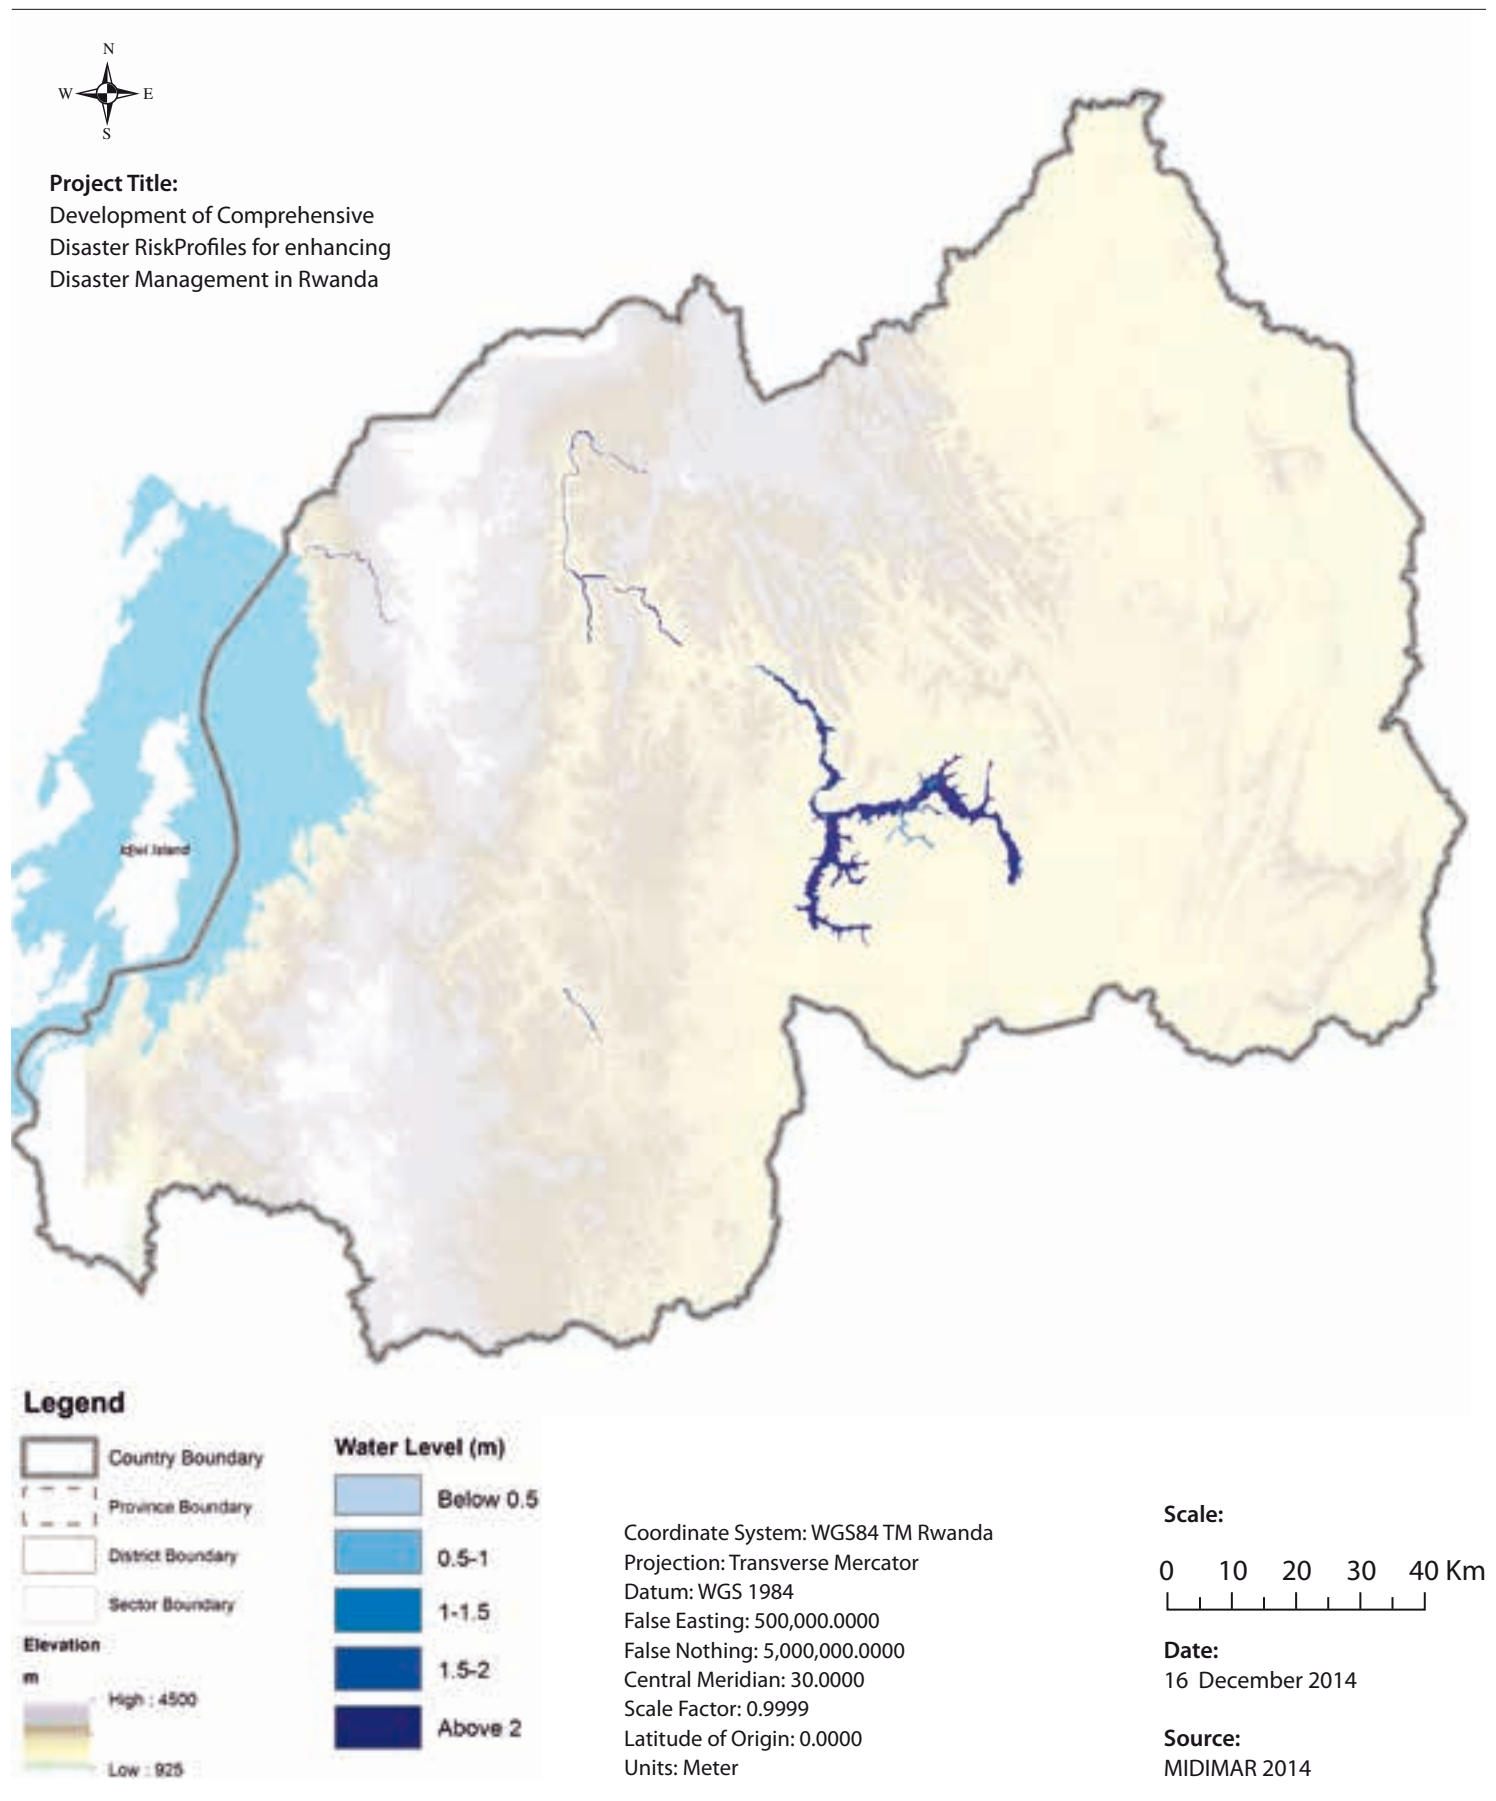 N
W
E
S
Project Title:
Development of Comprehensive
Disaster RiskProfiles for enhancing
Disaster Management in Rwanda
Idjwi Island
Legend
Country Boundary
Province Boundary
District Boundary
Sector Boundary
Elevation
m
High : 4500
Low : 925
Water Level (m)
Below 0.5
0.5-1
1-1.5
1.5-2
Above 2
Coordinate System: WGS84 TM Rwanda
Projection: Transverse Mercator
Datum: WGS 1984
False Easting: 500,000.0000
False Nothing: 5,000,000.0000
Central Meridian: 30.0000
Scale Factor: 0.9999
Latitude of Origin: 0.0000
Units: Meter
Scale:
0 10 20 30 40 Km
Date:
16 December 2014
Source:
MIDIMAR 2014